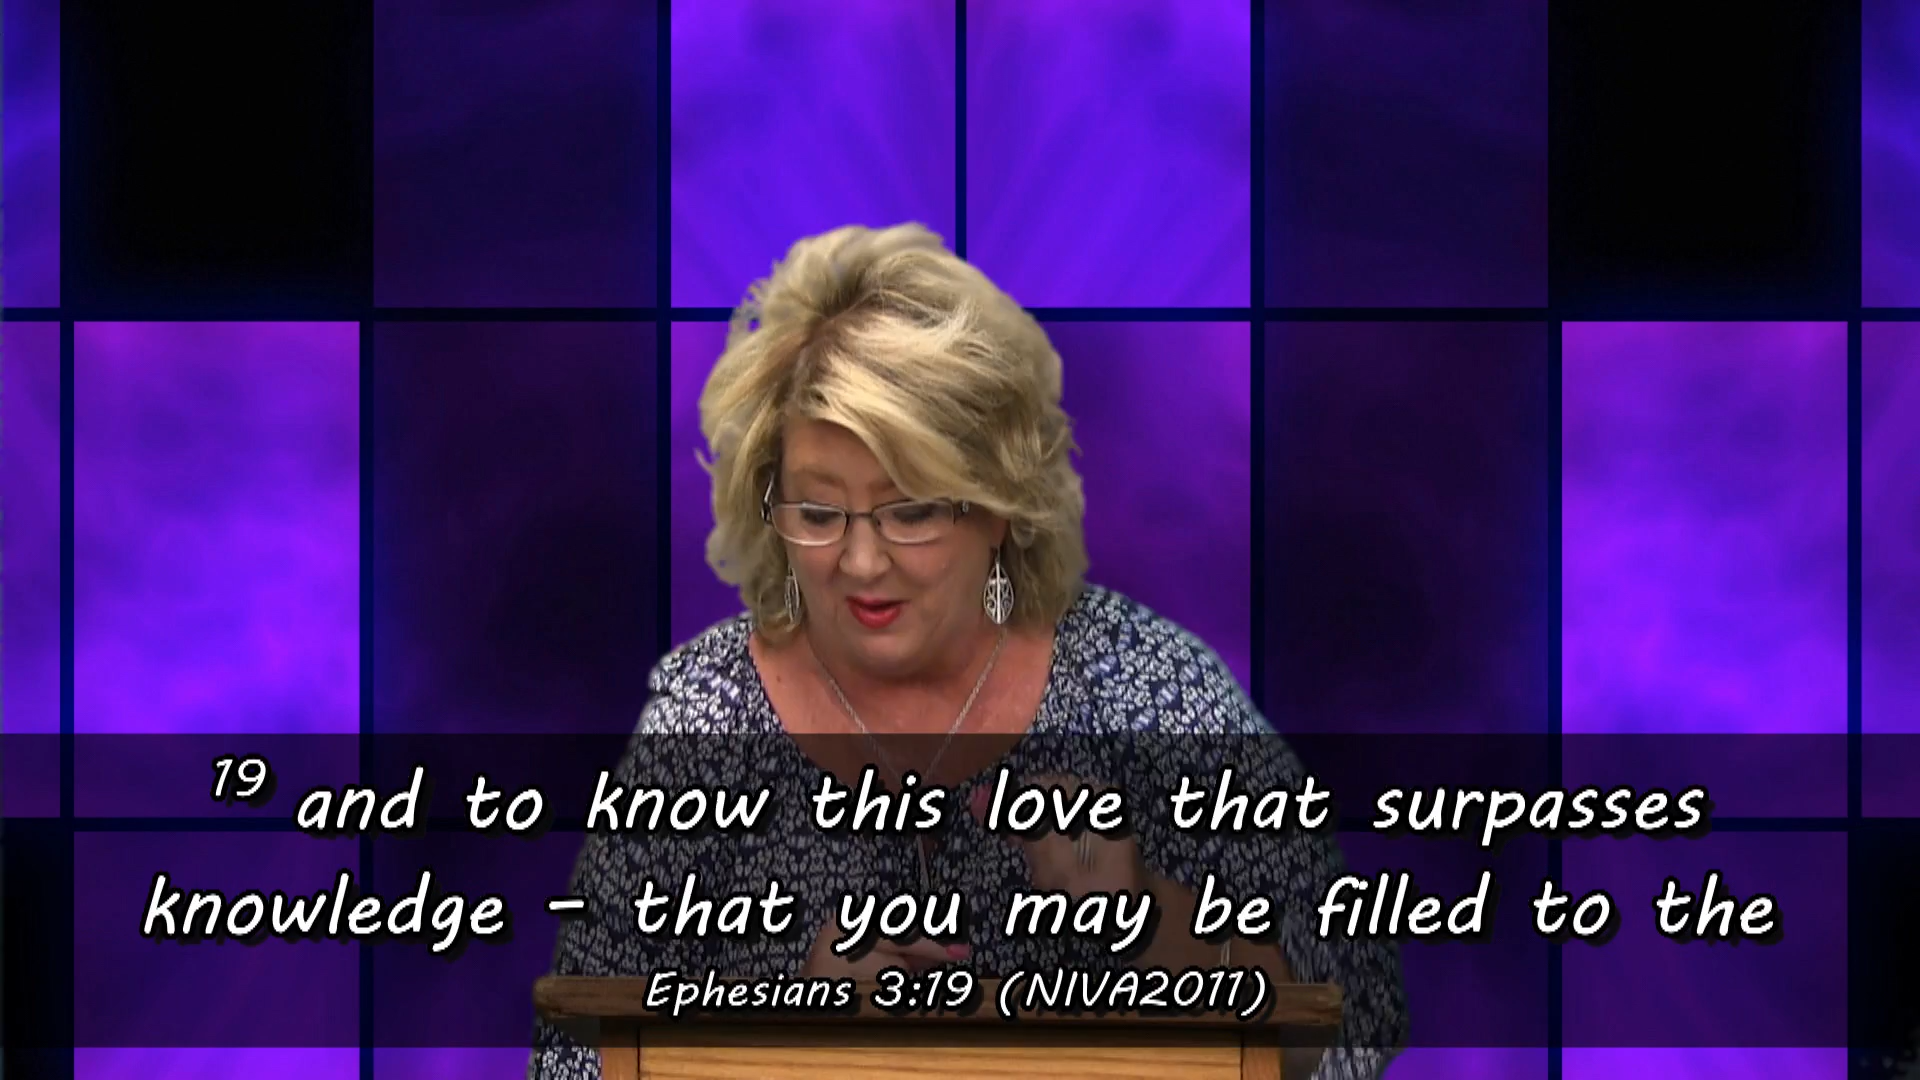 19 and to know this love that surpasses
knowledge – that you may be filled to the
Ephesians 3:19 (NIVA2011)